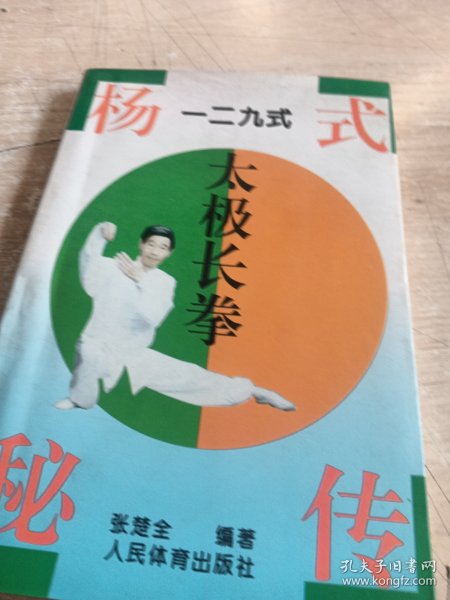 杨式
一二九式
太极长拳
秘传
张楚全 编著
人民体育出版社
孔夫子旧书网
www.kongfz.com